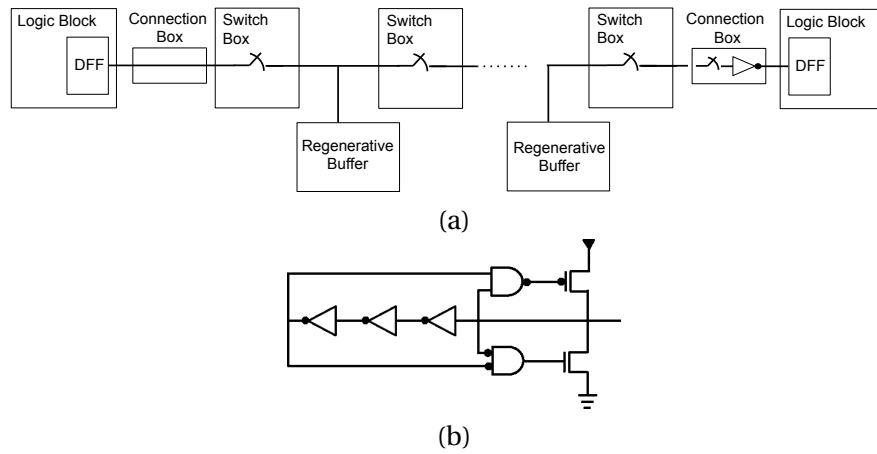 Logic Block
DFF
Connection
Box
Switch
Box
Regenerative
Buffer
Switch
Box
Regenerative
Buffer
Switch
Box
Connection
Box
Logic Block
DFF
(a)
(b)